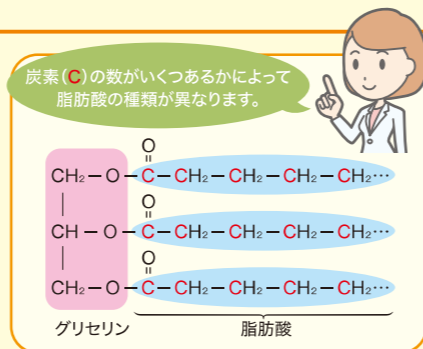 炭素(C)の数がいくつあるかによって
脂肪酸の種類が異なります。
O
CH₂−O−C−CH₂−CH₂−CH₂−CH₂…
O
CH−O−C−CH₂−CH₂−CH₂−CH₂…
O
CH₂−O−C−CH₂−CH₂−CH₂−CH₂…
グリセリン 脂肪酸